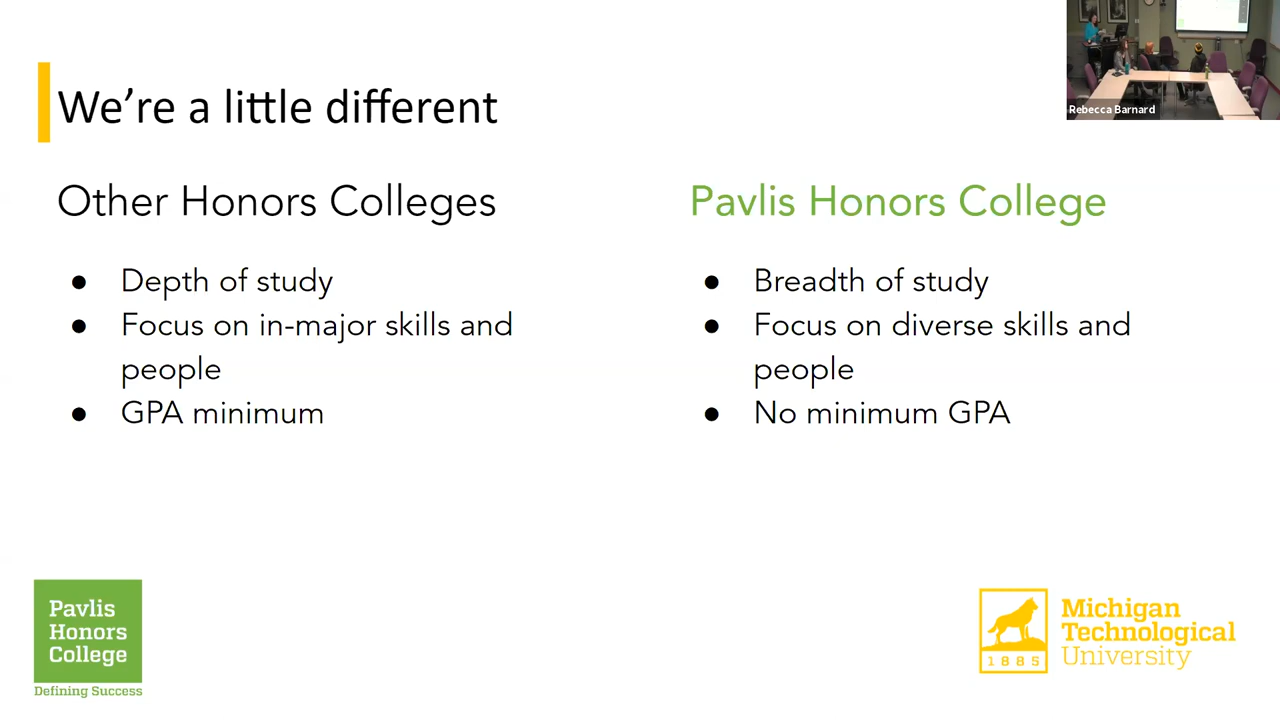 We're a little different
Rebecca Barnard
Other Honors Colleges
● Depth of study
● Focus on in-major skills and
people
● GPA minimum
Pavlis Honors College
● Breadth of study
● Focus on diverse skills and
people
● No minimum GPA
Pavlis
Honors
College
Defining Success
1885
Michigan
Technological
University